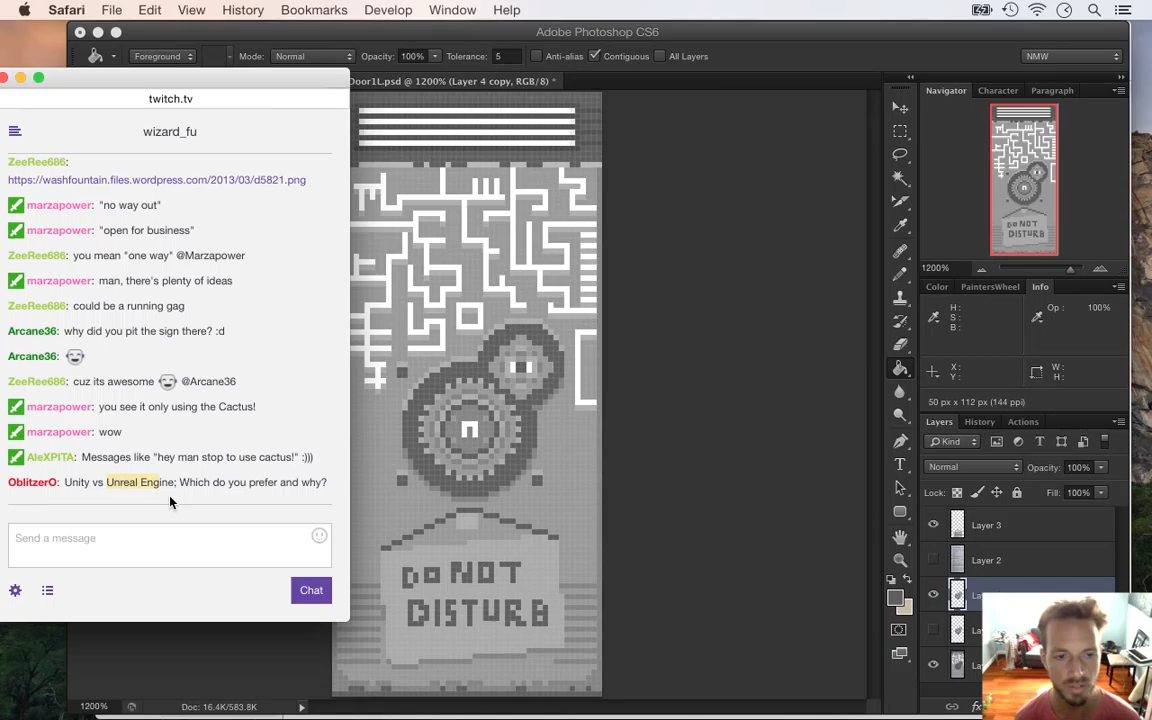 Safari File Edit View History Bookmarks Develop Window Help
Adobe Photoshop CS6
Foreground Mode: Normal Opacity: 100% Tolerance: 5 Anti-alias Contiguous All Layers NMW
Door1L.psd @ 1200% (Layer 4 copy, RGB/8) *
twitch.tv
wizard_fu
ZeeRee686:
https://washfountain.files.wordpress.com/2013/03/d5821.png
marzapower: "no way out"
marzapower: "open for business"
ZeeRee686: you mean "one way" @Marzapower
marzapower: man, there's plenty of ideas
ZeeRee686: could be a running gag
Arcane36: why did you pit the sign there? :d
Arcane36:
ZeeRee686: cuz its awesome @Arcane36
marzapower: you see it only using the Cactus!
marzapower: wow
AleXPITA: Messages like "hey man stop to use cactus!" :)))
OblitzerO: Unity vs Unreal Engine; Which do you prefer and why?
Send a message
Chat
DO NOT
DISTURB
1200% Doc: 16.4K/583.8K
Navigator Character Paragraph
DO NOT
DISTURB
1200%
Color PaintersWheel Info
H:
S:
B:
Op: 100%
X:
Y:
W:
H:
50 px x 112 px (144 ppi)
Layers History Actions
Kind
Normal Opacity: 100%
Lock: Fill: 100%
Layer 3
Layer 2